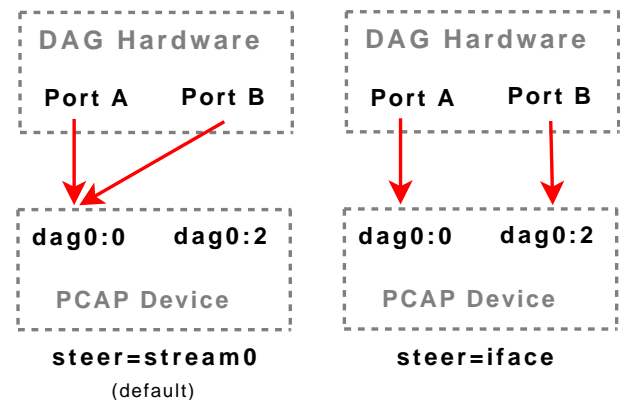 DAG Hardware
Port A Port B
dag0:0 dag0:2
PCAP Device
steer=stream0
(default)
DAG Hardware
Port A Port B
dag0:0 dag0:2
PCAP Device
steer=iface